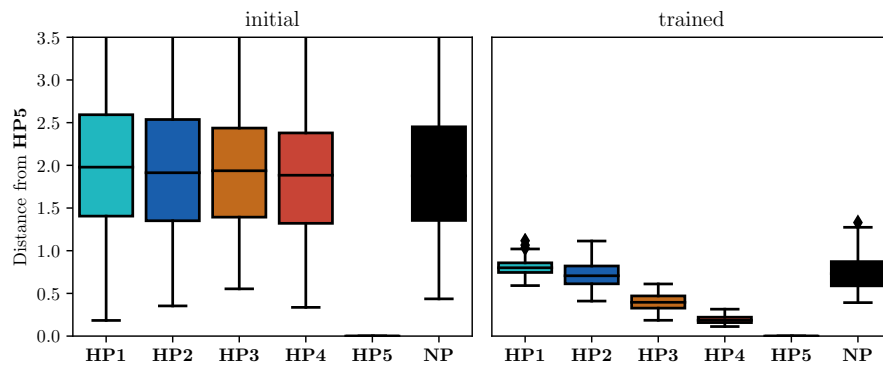 initial
trained
Distance from HP5
3.5
3.0
2.5
2.0
1.5
1.0
0.5
0.0
HP1 HP2 HP3 HP4 HP5 NP
HP1 HP2 HP3 HP4 HP5 NP